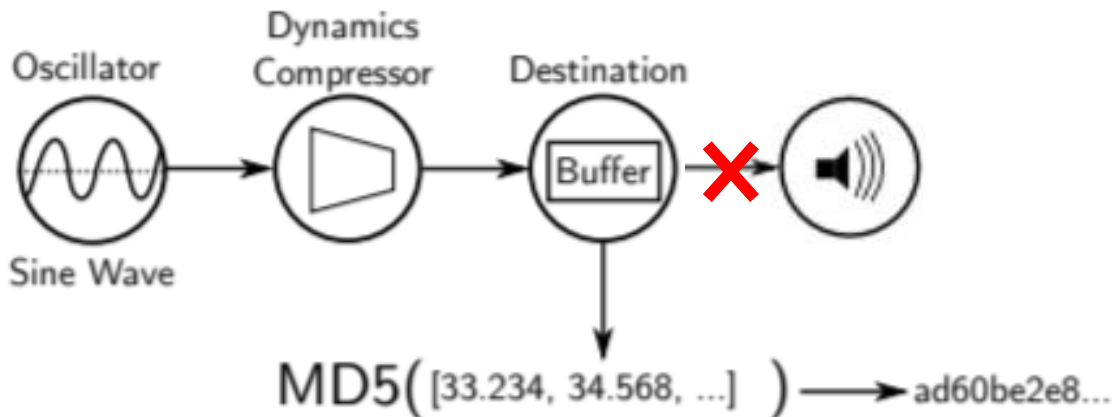 Dynamics
Compressor
Oscillator
Destination
Buffer
Sine Wave
MD5([33.234, 34.568, ...]) ad60be2e8...